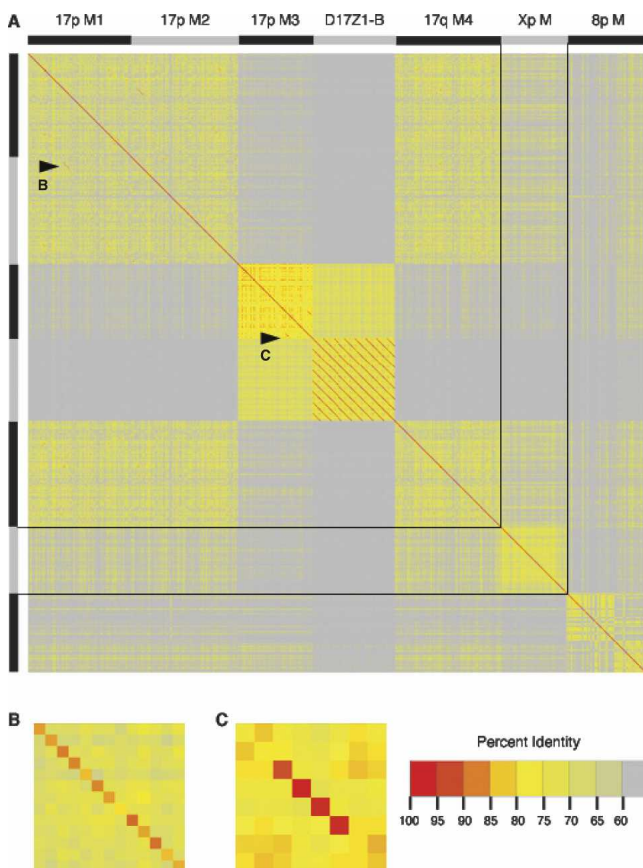 A 17p M1 17p M2 17p M3 D17Z1-B 17q M4 Xp M 8p M
B
C
B C
Percent Identity
100 95 90 85 80 75 70 65 60